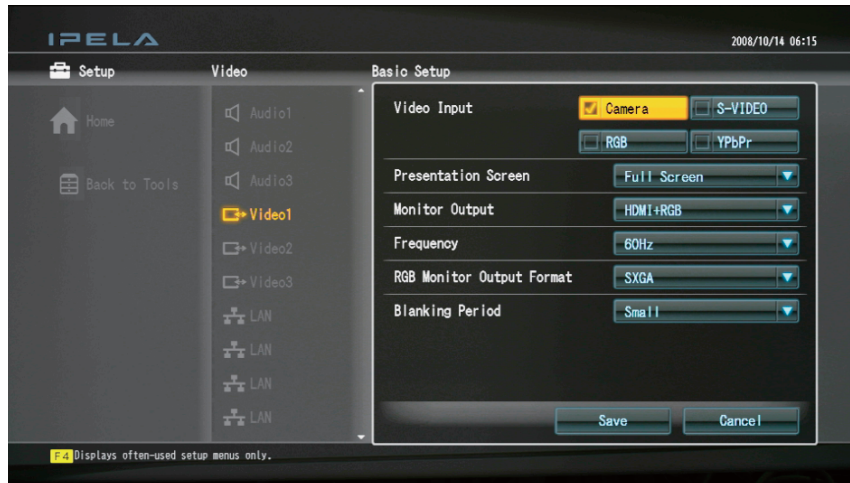 IPELA
2008/10/14 06:15
Setup
Video
Basic Setup
Home
Back to Tools
Audio1
Audio2
Audio3
Video1
Video2
Video3
LAN
LAN
LAN
LAN
Video Input
Camera
S-VIDEO
RGB
YPbPr
Presentation Screen
Full Screen
Monitor Output
HDMI+RGB
Frequency
60Hz
RGB Monitor Output Format
SXGA
Blanking Period
Small
Save
Cancel
F4 Displays often-used setup menus only.